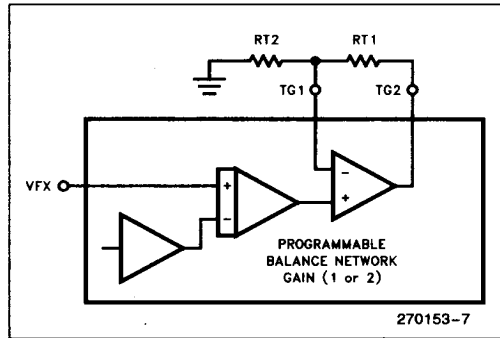 RT2 RT1
TG1 TG2
VFX
+
−
−
+
PROGRAMMABLE
BALANCE NETWORK
GAIN (1 or 2)
270153-7